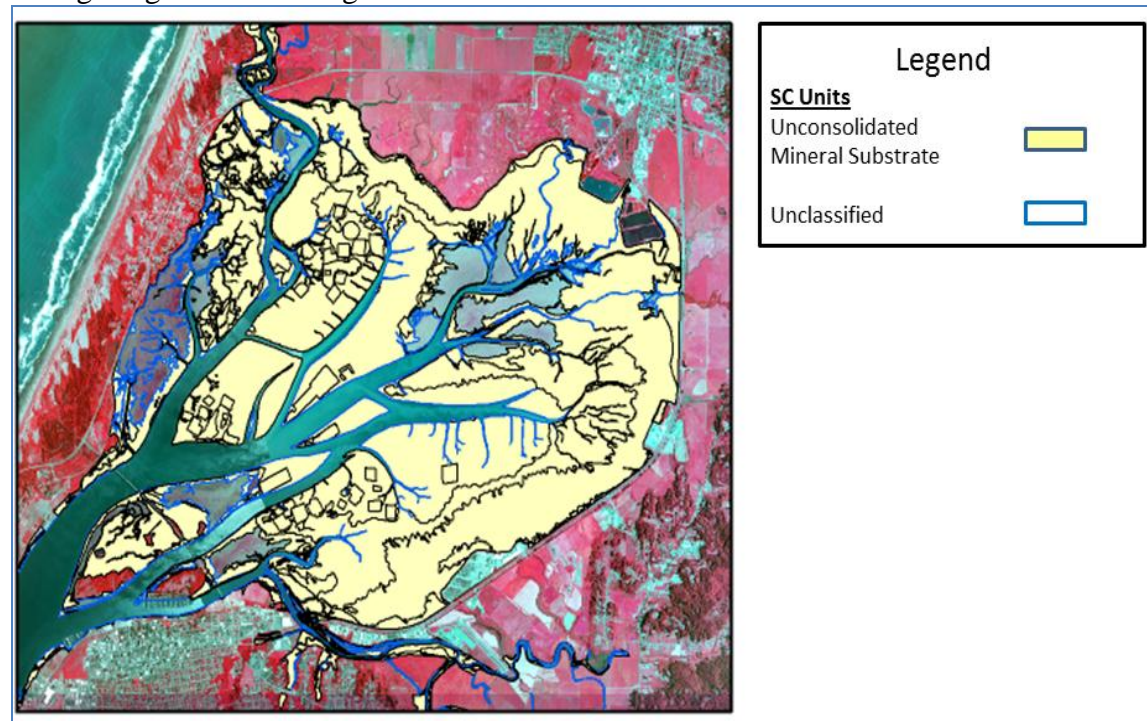 Legend
SC Units
Unconsolidated
Mineral Substrate
Unclassified